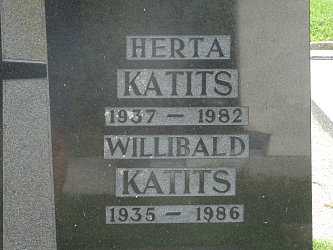 HERTA
KATITS
1937 — 1982
WILLIBALD
KATITS
1935 — 1986